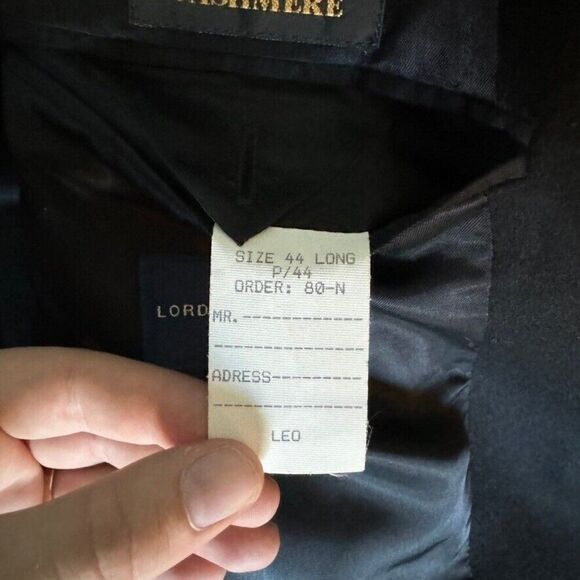 CASHMERE
SIZE 44 LONG
P/44
ORDER: 80-N
LORD
MR.--------------
-----------------
ADRESS----------
-----------------
LEO